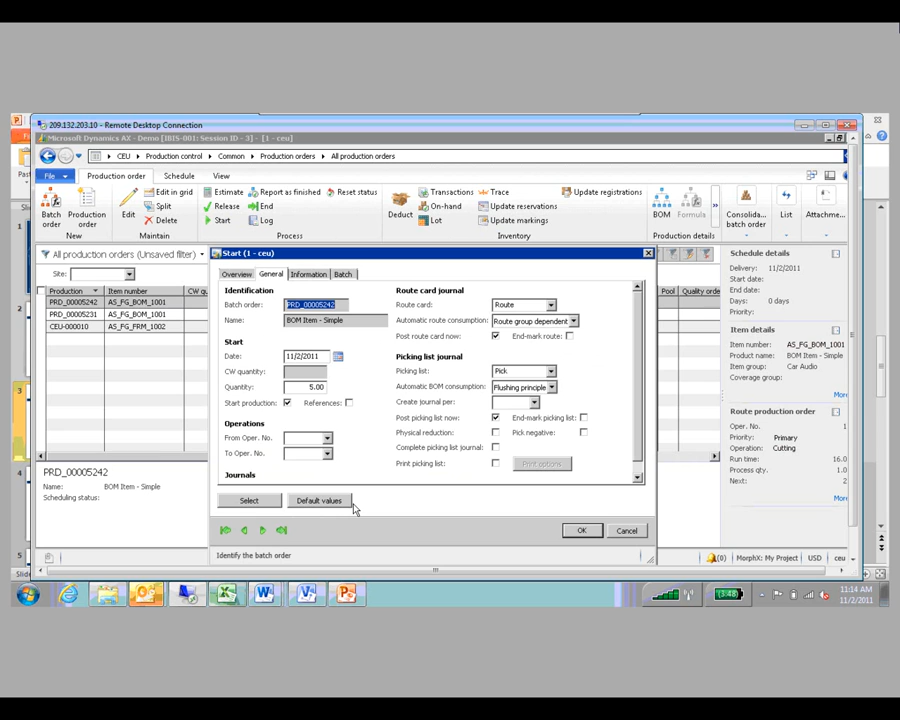 209.132.203.10 - Remote Desktop Connection
Microsoft Dynamics AX - Demo [IBIS-001: Session ID - 3] - [1 - ceu]
CEU Production control Common Production orders All production orders
File Production order Schedule View
Batch order
Production order
New
Edit
Edit in grid
Split
Delete
Maintain
Estimate Report as finished Reset status
Release End
Start Log
Process
Deduct
Transactions Trace Update registrations
On-hand Update reservations
Lot Update markings
Inventory
BOM Formula
Production details
Consolida... batch order
List
Attachme...
All production orders (Unsaved filter)
Site:
Production Item number CW q Pool Quality order
PRD_00005242 AS_FG_BOM_1001
PRD_00005231 AS_FG_BOM_1001
CEU-000010 AS_FG_FRM_1002
PRD_00005242
Name: BOM Item - Simple
Scheduling status:
Start (1 - ceu)
Overview General Information Batch
Identification
Batch order: PRD_00005242
Name: BOM Item - Simple
Start
Date: 11/2/2011
CW quantity:
Quantity: 5.00
Start production: References:
Operations
From Oper. No.
To Oper. No.
Journals
Route card journal
Route card: Route
Automatic route consumption: Route group dependent
Post route card now: End-mark route:
Picking list journal
Picking list: Pick
Automatic BOM consumption: Flushing principle
Create journal per:
Post picking list now: End-mark picking list:
Physical reduction: Pick negative:
Complete picking list journal:
Print picking list: Print options
Select Default values
OK Cancel
Identify the batch order
Schedule details
Delivery: 11/2/2011
Start date:
End date:
Days: 0 days
Item details
Item number: AS_FG_BOM_1001
Product name: BOM Item - Simple
Item group: Car Audio
Coverage group:
More
Route production order
Oper. No. 1
Priority: Primary
Operation: Cutting
Run time: 16.0
Process qty: 1.0
Next: 2
More
(0) MorphX: My Project USD ceu
1
3
4
5
(3:48)
11:14 AM
11/2/2011